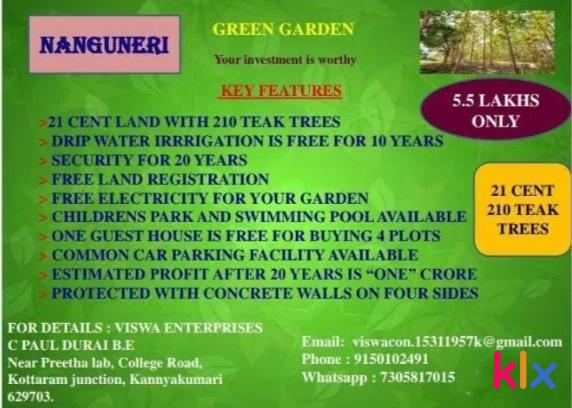 NANGUNERI
GREEN GARDEN
Your investment is worthy
KEY FEATURES
5.5 LAKHS
ONLY
>21 CENT LAND WITH 210 TEAK TREES
> DRIP WATER IRRRIGATION IS FREE FOR 10 YEARS
> SECURITY FOR 20 YEARS
> FREE LAND REGISTRATION
> FREE ELECTRICITY FOR YOUR GARDEN
> CHILDRENS PARK AND SWIMMING POOL AVAILABLE
> ONE GUEST HOUSE IS FREE FOR BUYING 4 PLOTS
> COMMON CAR PARKING FACILITY AVAILABLE
> ESTIMATED PROFIT AFTER 20 YEARS IS “ONE” CRORE
> PROTECTED WITH CONCRETE WALLS ON FOUR SIDES
21 CENT
210 TEAK
TREES
FOR DETAILS : VISWA ENTERPRISES
C PAUL DURAI B.E
Near Preetha lab, College Road,
Kottaram junction, Kannyakumari
629703.
Email: viswacon.15311957k@gmail.com
Phone : 9150102491
Whatsapp : 7305817015
klx